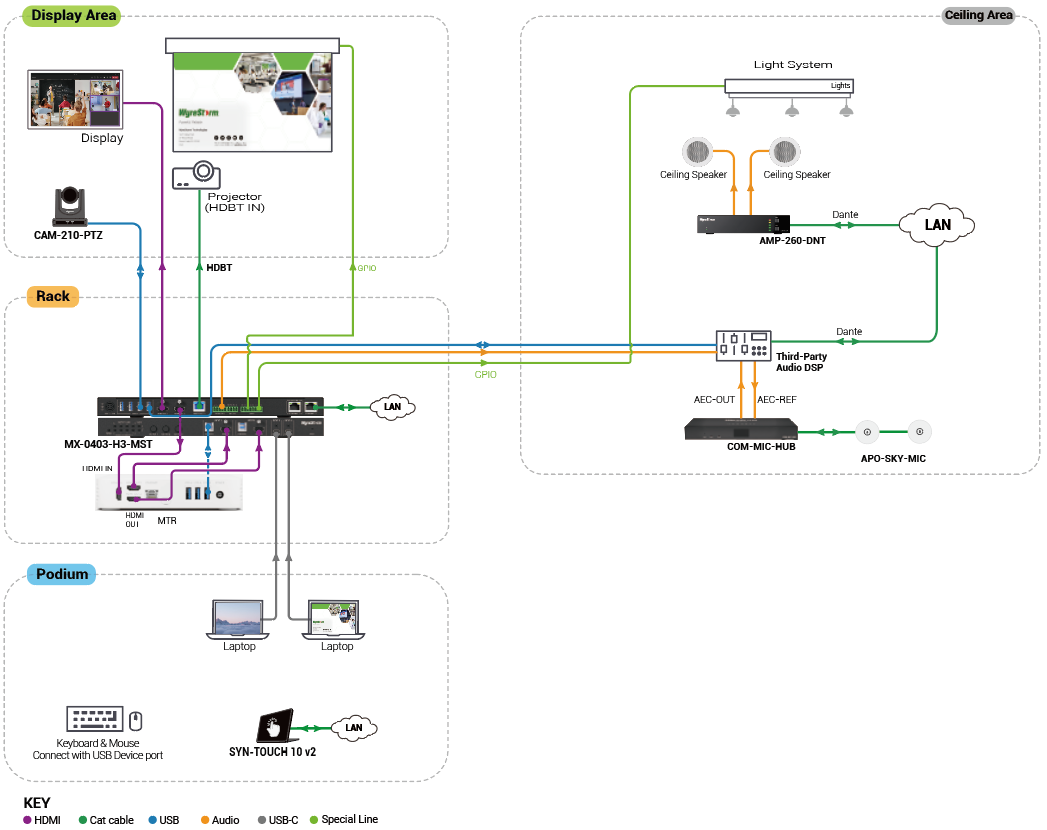 Display Area
Ceiling Area
Light System
Lights
WyreStorm
Display
Ceiling Speaker
Ceiling Speaker
Projector
(HDBT IN)
CAM-210-PTZ
Dante
LAN
AMP-260-DNT
HDBT
GPIO
Rack
Dante
Third-Party
Audio DSP
GPIO
AEC-OUT
AEC-REF
LAN
WyreStorm
MX-0403-H3-MST
COM-MIC-HUB
APO-SKY-MIC
HDMI IN
HDMI
OUT
MTR
Podium
Laptop
Laptop
Keyboard & Mouse
Connect with USB Device port
LAN
SYN-TOUCH 10 v2
KEY
HDMI
Cat cable
USB
Audio
USB-C
Special Line